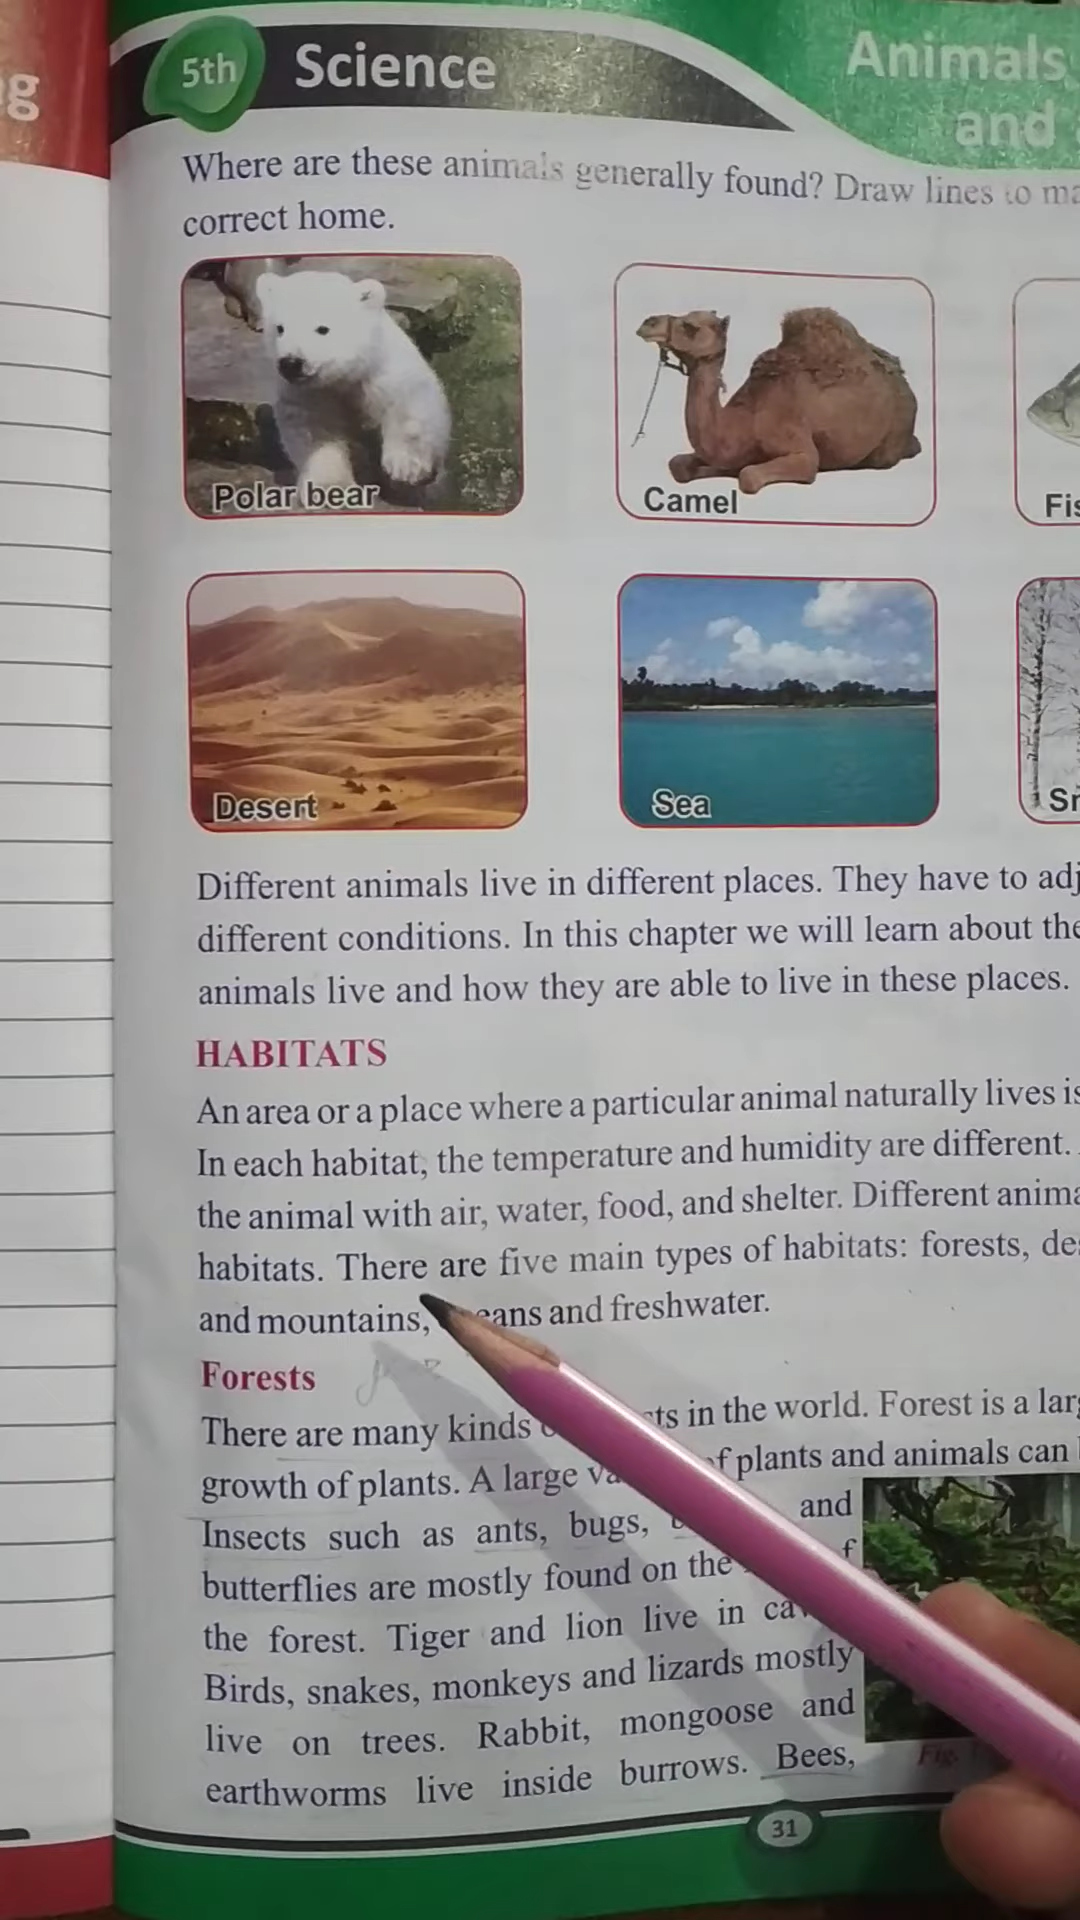 g
5th Science
Animals
and
Where are these animals generally found? Draw lines to
correct home.
Polar bear
Camel
Desert
Sea
Different animals live in different places. They have to
different conditions. In this chapter we will learn about
animals live and how they are able to live in these places.
HABITATS
An area or a place where a particular animal naturally lives
In each habitat, the temperature and humidity are different.
the animal with air, water, food, and shelter. Different
habitats. There are five main types of habitats: forests,
and mountains, and freshwater.
Forests
There are many kinds in the world. Forest is a
growth of plants. A large plants and animals can
Insects such as ants, bugs, and
butterflies are mostly found on the
the forest. Tiger and lion live in
Birds, snakes, monkeys and lizards mostly
live on trees. Rabbit, mongoose and
earthworms live inside burrows. Bees,
Fig.
31